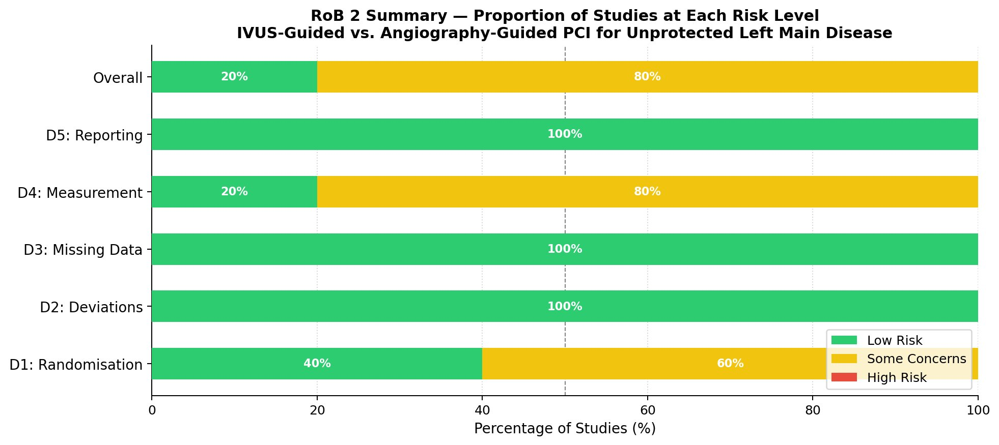 RoB 2 Summary — Proportion of Studies at Each Risk Level
IVUS-Guided vs. Angiography-Guided PCI for Unprotected Left Main Disease
Overall
20%
80%
D5: Reporting
100%
D4: Measurement
20%
80%
D3: Missing Data
100%
D2: Deviations
100%
D1: Randomisation
40%
60%
Low Risk
Some Concerns
High Risk
0
20
40
60
80
100
Percentage of Studies (%)